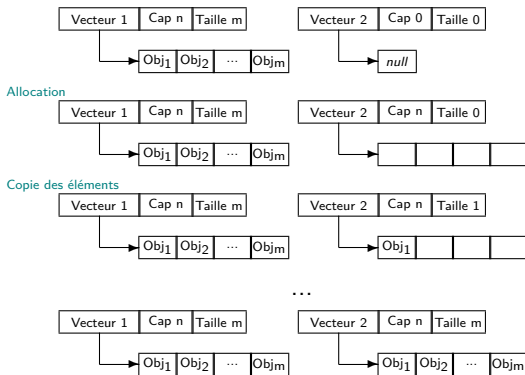 Vecteur 1 Cap n Taille m Vecteur 2 Cap 0 Taille 0
Obj1 Obj2 ... Objm null
Allocation
Vecteur 1 Cap n Taille m Vecteur 2 Cap n Taille 0
Obj1 Obj2 ... Objm
Copie des éléments
Vecteur 1 Cap n Taille m Vecteur 2 Cap n Taille 1
Obj1 Obj2 ... Objm Obj1
...
Vecteur 1 Cap n Taille m Vecteur 2 Cap n Taille m
Obj1 Obj2 ... Objm Obj1 Obj2 ... Objm